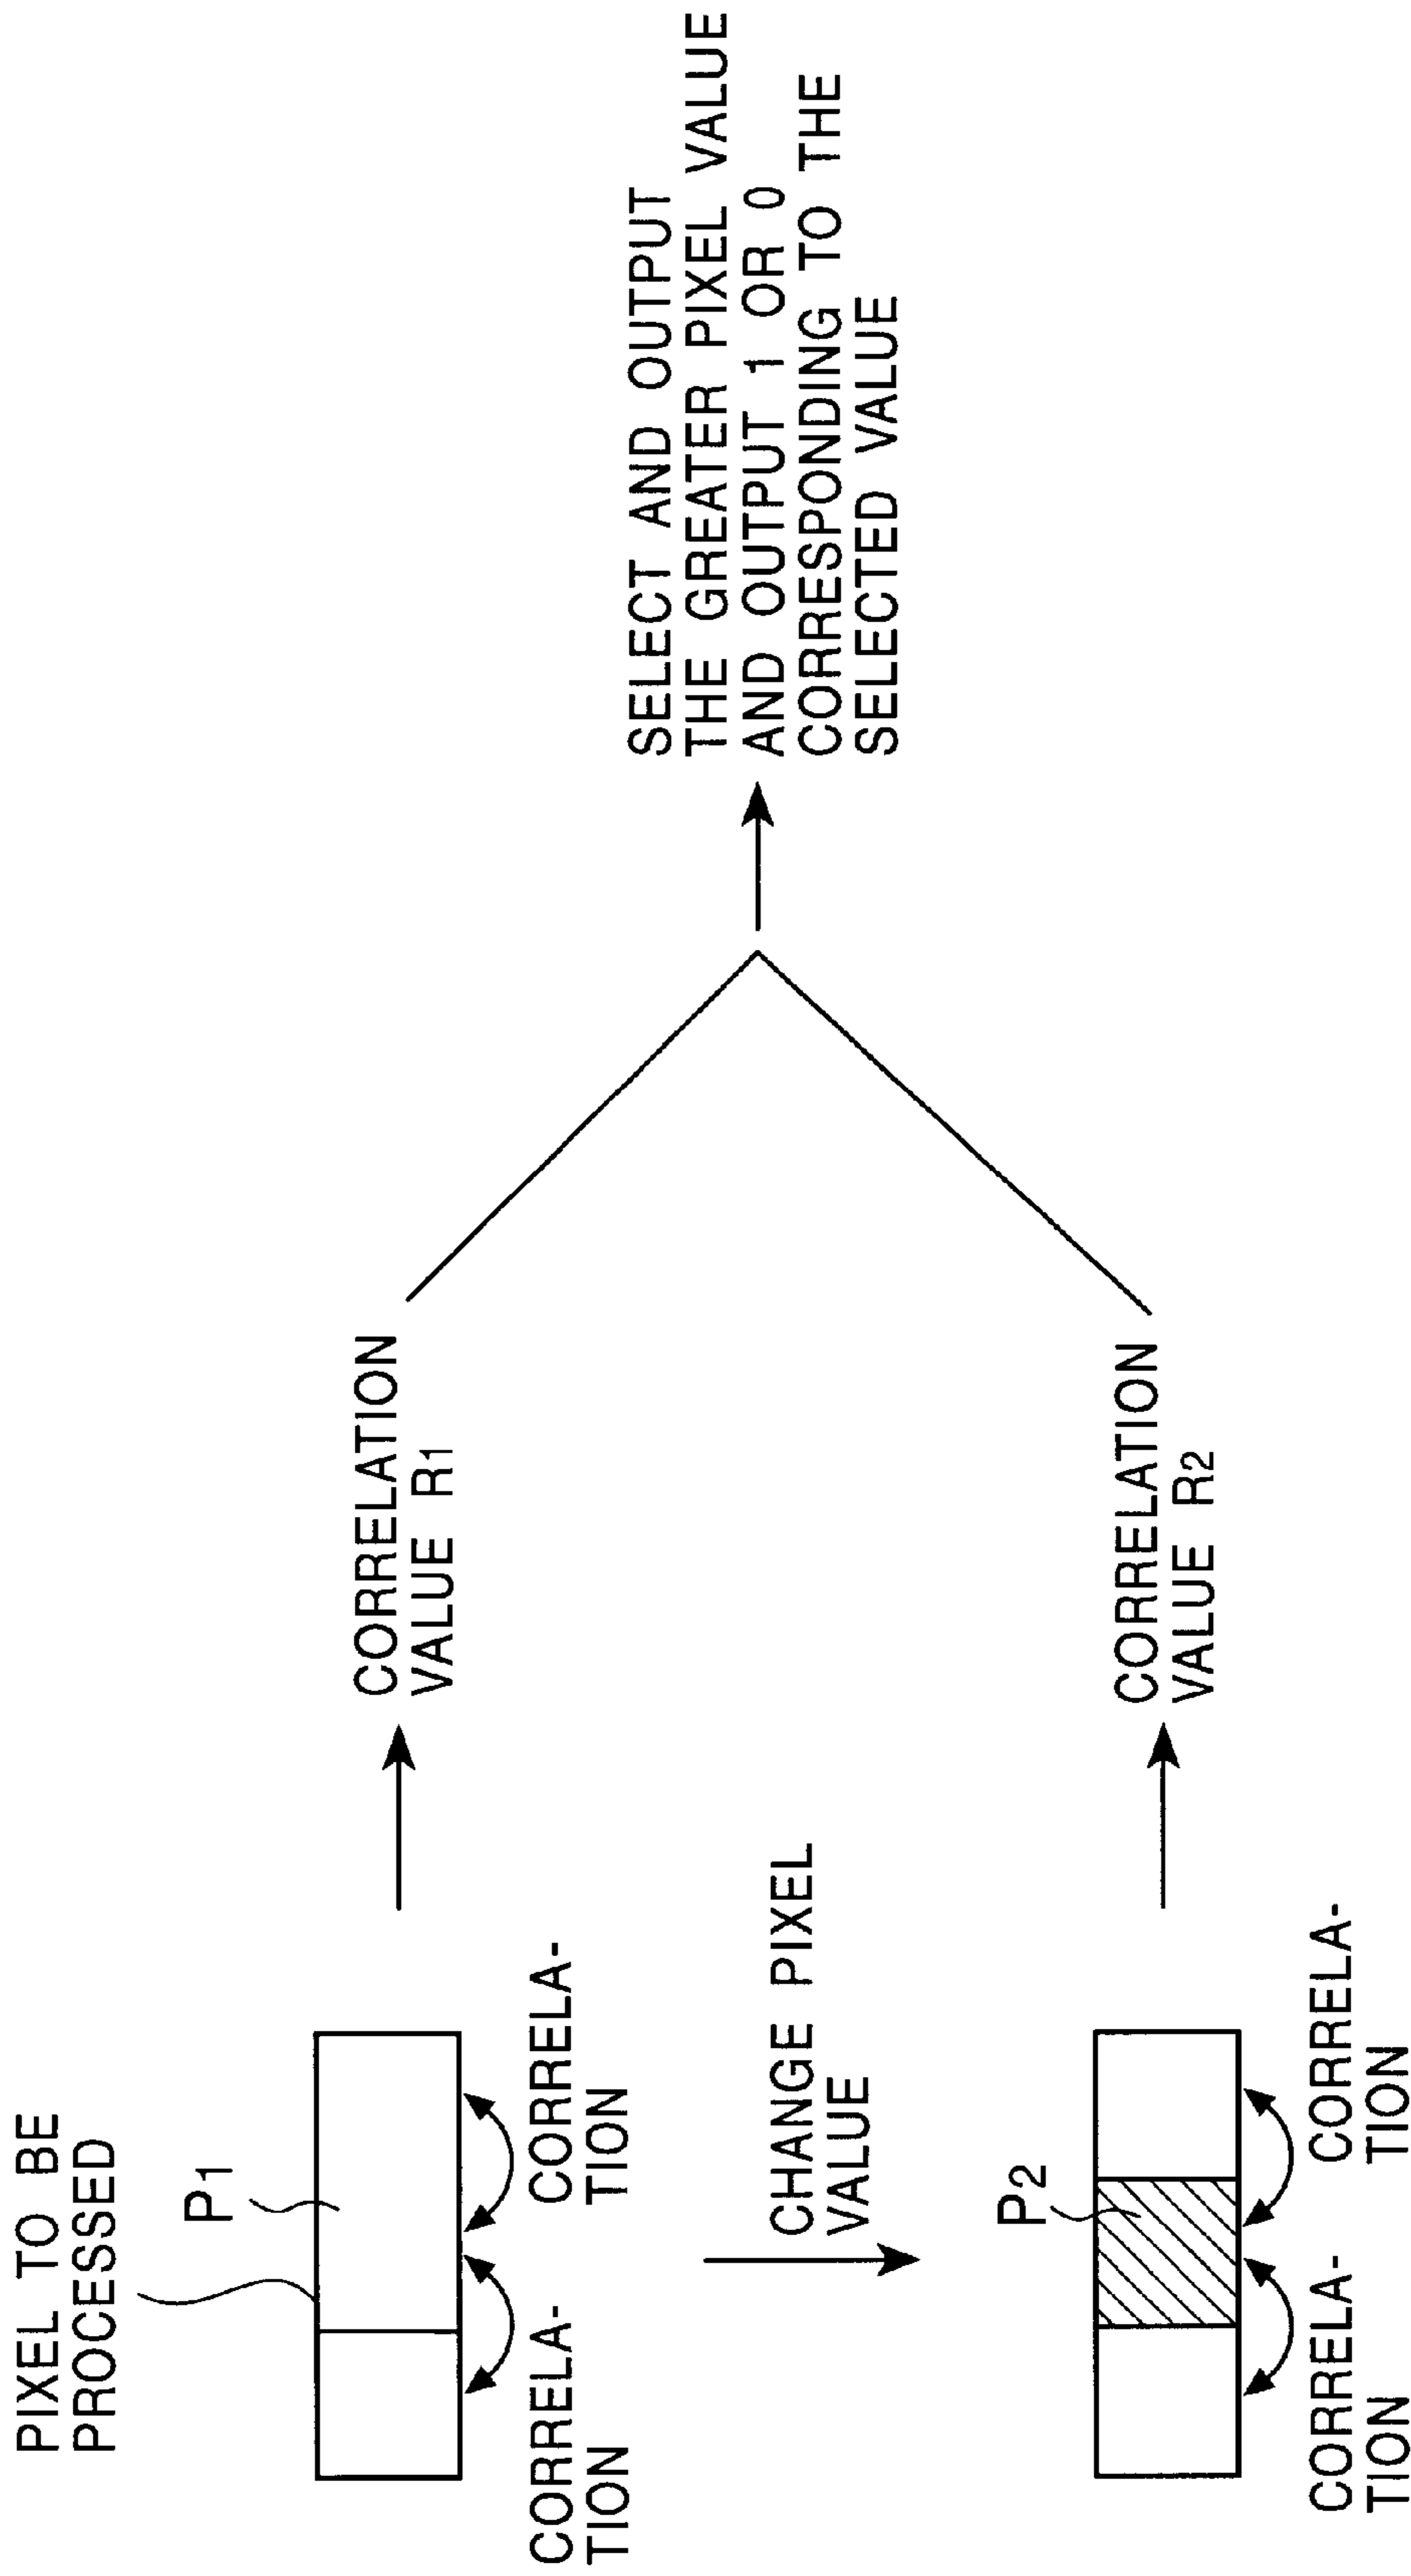 PIXEL TO BE
PROCESSED
P1
CORRELA-
TION
CORRELA-
TION
CORRELATION
VALUE R1
CHANGE PIXEL
VALUE
SELECT AND OUTPUT
THE GREATER PIXEL VALUE
AND OUTPUT 1 OR 0
CORRESPONDING TO THE
SELECTED VALUE
P2
CORRELA-
TION
CORRELA-
TION
CORRELATION
VALUE R2